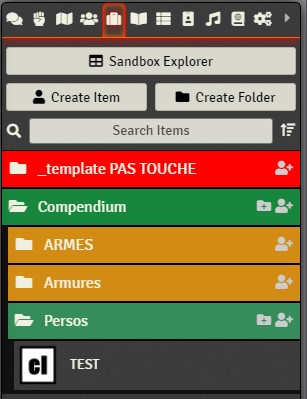 Sandbox Explorer
Create Item
Create Folder
Search Items
_template PAS TOUCHE
Compendium
ARMES
Armures
Persos
cl
TEST